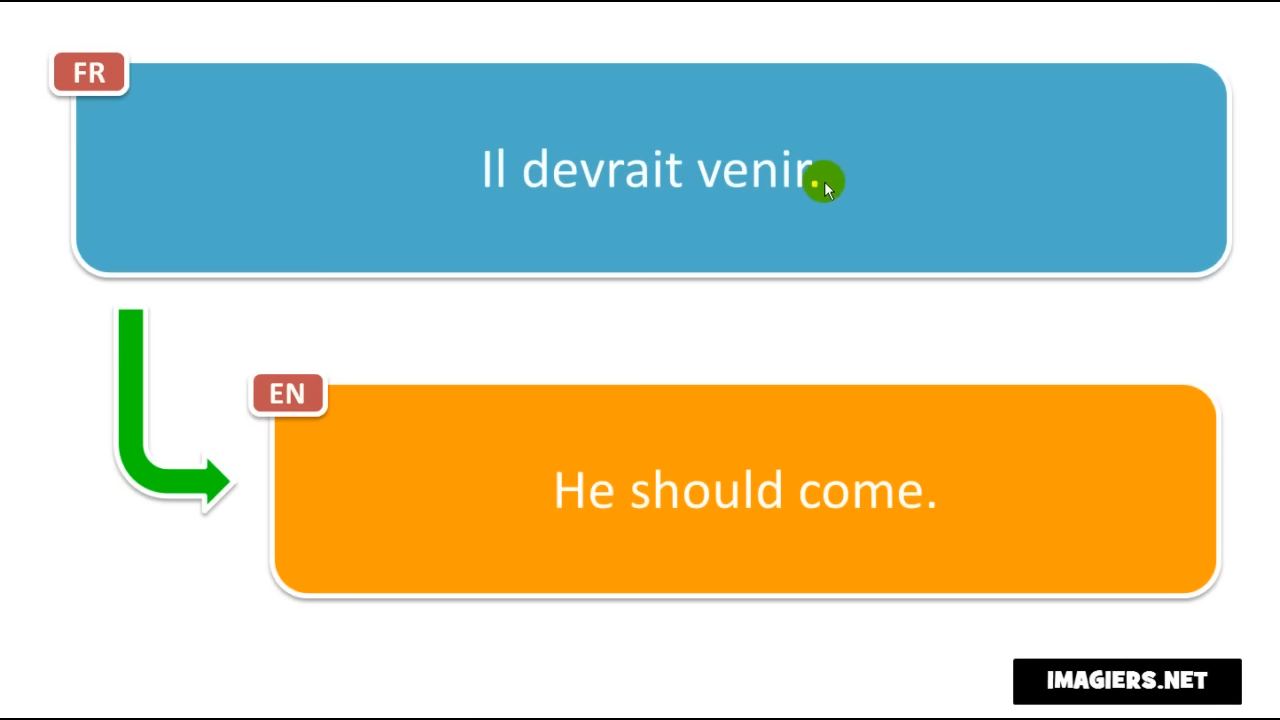 FR
Il devrait venir.
EN
He should come.
IMAGIERS.NET